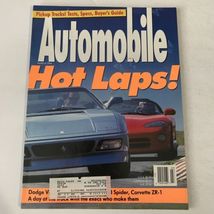 Pickup Trucks! Tests, Specs, Buyer's Guide
Automobile
Hot Laps!
Dodge V
Spider, Corvette ZR-1
A day at the track with the execs who make them